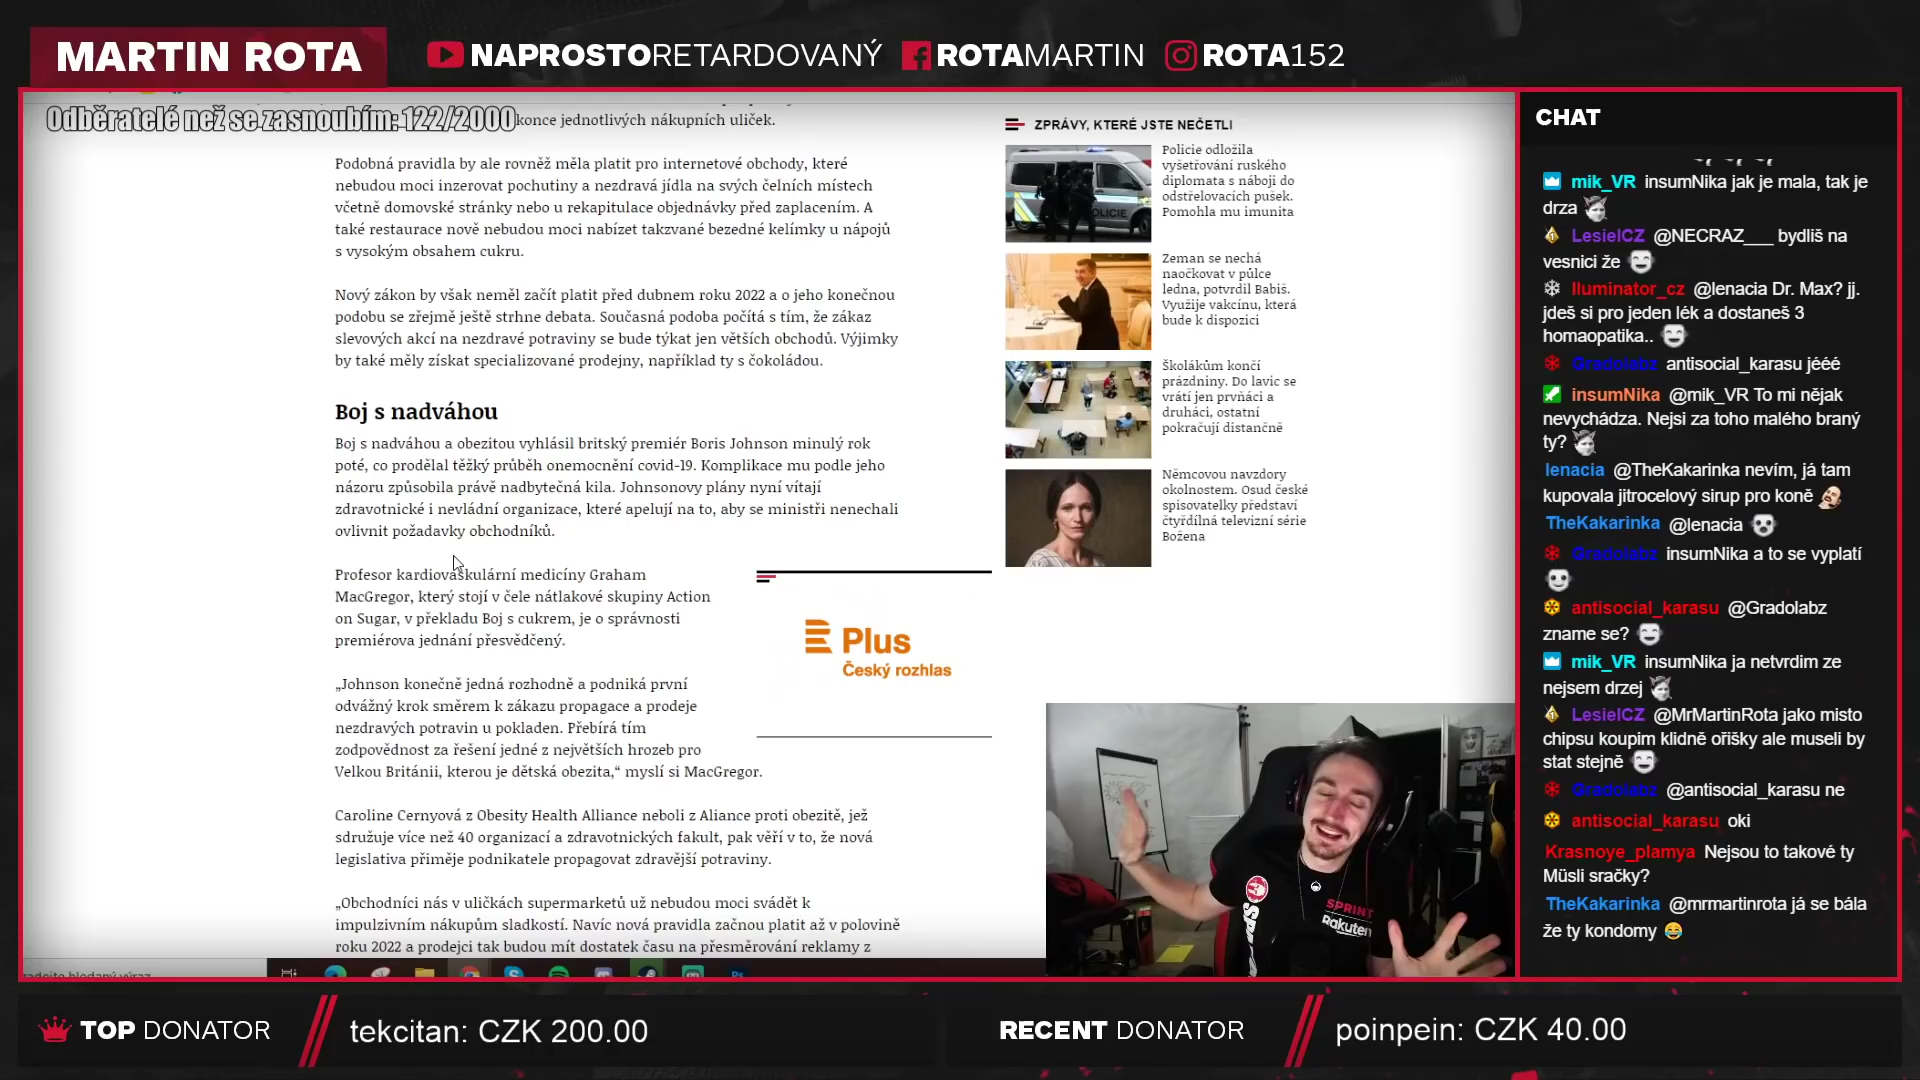 MARTIN ROTA
NAPROSTORETARDOVANÝ
ROTAMARTIN
ROTA152
Odběratelé než se zasnoubím: 122/2000
konce jednotlivých nákupních uliček.
Podobná pravidla by ale rovněž měla platit pro internetové obchody, které
nebudou moci inzerovat pochutiny a nezdravá jídla na svých čelních místech
včetně domovské stránky nebo u rekapitulace objednávky před zaplacením. A
také restaurace nově nebudou moci nabízet takzvané bezedné kelímky u nápojů
s vysokým obsahem cukru.
Nový zákon by však neměl začít platit před dubnem roku 2022 a o jeho konečnou
podobu se zřejmě ještě strhne debata. Současná podoba počítá s tím, že zákaz
slevových akcí na nezdravé potraviny se bude týkat jen větších obchodů. Výjimky
by také měly získat specializované prodejny, například ty s čokoládou.
Boj s nadváhou
Boj s nadváhou a obezitou vyhlásil britský premiér Boris Johnson minulý rok
poté, co prodělal těžký průběh onemocnění covid-19. Komplikace mu podle jeho
názoru způsobila právě nadbytečná kila. Johnsonovy plány nyní vítají
zdravotnické i nevládní organizace, které apelují na to, aby se ministři nenechali
ovlivnit požadavky obchodníků.
Profesor kardiovaskulární medicíny Graham
MacGregor, který stojí v čele nátlakové skupiny Action
on Sugar, v překladu Boj s cukrem, je o správnosti
premiérova jednání přesvědčený.
„Johnson konečně jedná rozhodně a podniká první
odvážný krok směrem k zákazu propagace a prodeje
nezdravých potravin u pokladen. Přebírá tím
zodpovědnost za řešení jedné z největších hrozeb pro
Velkou Británii, kterou je dětská obezita,“ myslí si MacGregor.
Caroline Cernyová z Obesity Health Alliance neboli z Aliance proti obezitě, jež
sdružuje více než 40 organizací a zdravotnických fakult, pak věří v to, že nová
legislativa přiměje podnikatele propagovat zdravější potraviny.
„Obchodníci nás v uličkách supermarketů už nebudou moci svádět k
impulzivním nákupům sladkostí. Navíc nová pravidla začnou platit až v polovině
roku 2022 a prodejci tak budou mít dostatek času na přesměrování reklamy z
Plus
Český rozhlas
ZPRÁVY, KTERÉ JSTE NEČETLI
Policie odložila
vyšetřování ruského
diplomata s náboji do
odstřelovacích pušek.
Pomohla mu imunita
POLICIE
Zeman se nechá
naočkovat v půlce
ledna, potvrdil Babiš.
Využije vakcínu, která
bude k dispozici
Školákům končí
prázdniny. Do lavic se
vrátí jen prvňáci a
druháci, ostatní
pokračují distančně
Němcovou navzdory
okolnostem. Osud české
spisovatelky představí
čtyřdílná televizní série
Božena
SPRINT
Rakuten
CHAT
mik_VR insumNika jak je mala, tak je
drza
LesielCZ @NECRAZ___ bydliš na
vesnici že
Iluminator_cz @lenacia Dr. Max? jj.
jdeš si pro jeden lék a dostaneš 3
homaopatika..
Gradolabz antisocial_karasu jééé
insumNika @mik_VR To mi nějak
nevycházza. Nejsi za toho malého braný
ty?
lenacia @TheKakarinka nevím, já tam
kupovala jitrocelový sirup pro koně
TheKakarinka @lenacia
Gradolabz insumNika a to se vyplatí
antisocial_karasu @Gradolabz
zname se?
mik_VR insumNika ja netvrdim ze
nejsem drzej
LesielCZ @MrMartinRota jako misto
chipsu koupim klidně oříšky ale museli by
stat stejně
Gradolabz @antisocial_karasu ne
antisocial_karasu oki
Krasnoye_plamya Nejsou to takové ty
Müsli sračky?
TheKakarinka @mrmartinrota já se bála
že ty kondomy
TOP DONATOR
tekcitan: CZK 200.00
RECENT DONATOR
poinpein: CZK 40.00